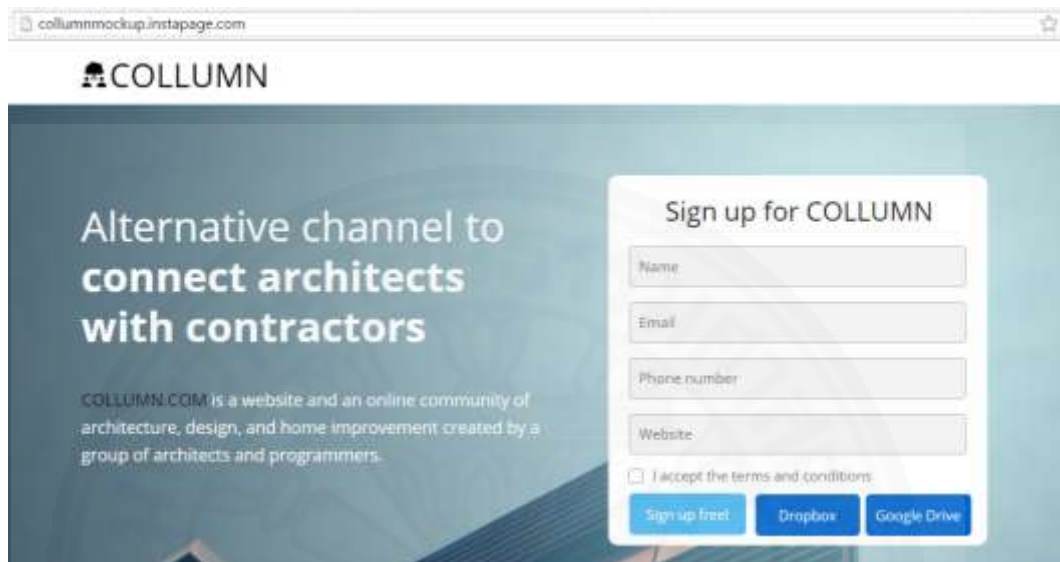 collumnmockup.instapage.com
COLLUMN
Alternative channel to
connect architects
with contractors
COLLUMN.COM is a website and an online community of
architecture, design, and home improvement created by a
group of architects and programmers.
Sign up for COLLUMN
Name
Email
Phone number
Website
I accept the terms and conditions
Sign up free!
Dropbox
Google Drive